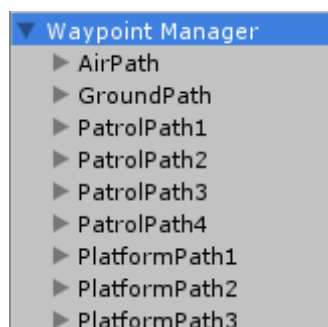 Waypoint Manager
AirPath
GroundPath
PatrolPath1
PatrolPath2
PatrolPath3
PatrolPath4
PlatformPath1
PlatformPath2
PlatformPath3